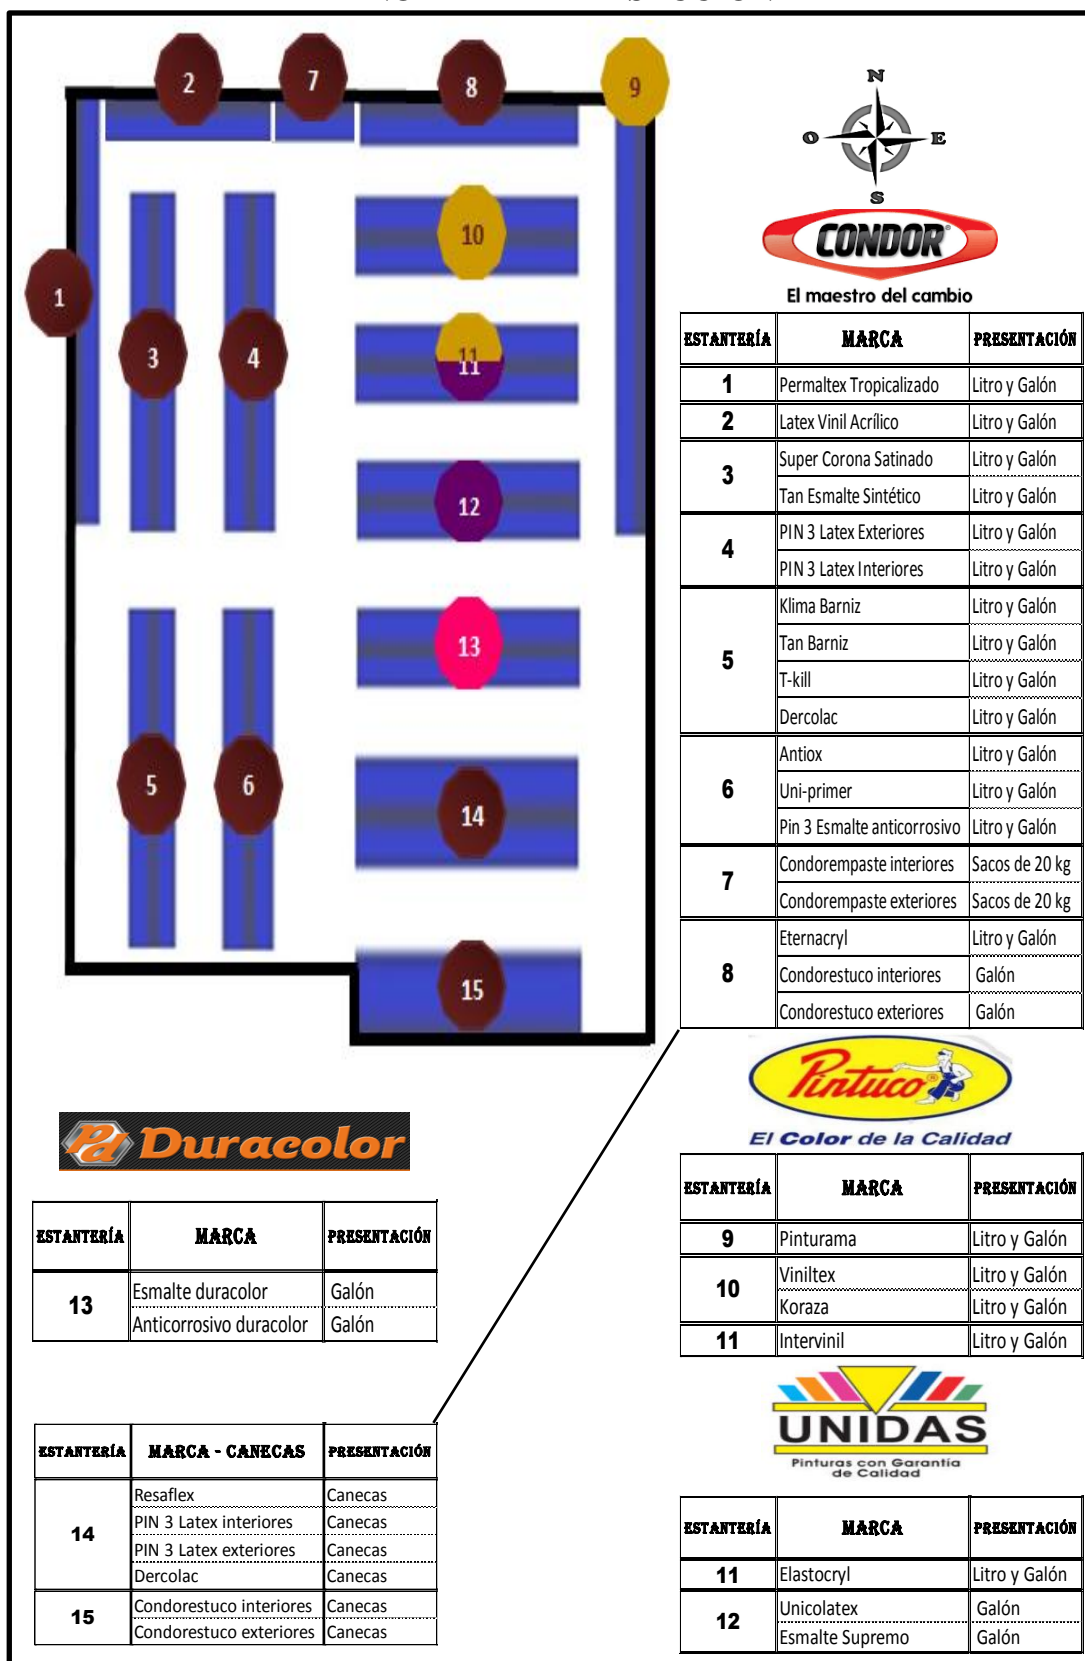 2
7
8
9
10
1
3
4
11
11
12
13
5
6
14
15
N
O
E
S
CONDOR
El maestro del cambio
ESTANTERÍA MARCA PRESENTACIÓN
1 Permaltex Tropicalizado Litro y Galón
2 Latex Vinil Acrílico Litro y Galón
3 Super Corona Satinado Litro y Galón
Tan Esmalte Sintético Litro y Galón
4 PIN 3 Latex Exteriores Litro y Galón
PIN 3 Latex Interiores Litro y Galón
5 Klima Barniz Litro y Galón
Tan Barniz Litro y Galón
T-kill Litro y Galón
Dercolac Litro y Galón
6 Antiox Litro y Galón
Uni-primer Litro y Galón
Pin 3 Esmalte anticorrosivo Litro y Galón
7 Condorempaste interiores Sacos de 20 kg
Condorempaste exteriores Sacos de 20 kg
8 Eternacryl Litro y Galón
Condorestuco interiores Galón
Condorestuco exteriores Galón
Pintuco®
El Color de la Calidad
ESTANTERÍA MARCA PRESENTACIÓN
9 Pinturama Litro y Galón
10 Viniltex Litro y Galón
Koraza Litro y Galón
11 Intervinil Litro y Galón
UNIDAS
Pinturas con Garantía
de Calidad
ESTANTERÍA MARCA PRESENTACIÓN
11 Elastocryl Litro y Galón
12 Unicolatex Galón
Esmalte Supremo Galón
Pd Duracolor
ESTANTERÍA MARCA PRESENTACIÓN
13 Esmalte duracolor Galón
Anticorrosivo duracolor Galón
ESTANTERÍA MARCA - CANECAS PRESENTACIÓN
14 Resaflex Canecas
PIN 3 Latex interiores Canecas
PIN 3 Latex exteriores Canecas
Dercolac Canecas
15 Condorestuco interiores Canecas
Condorestuco exteriores Canecas